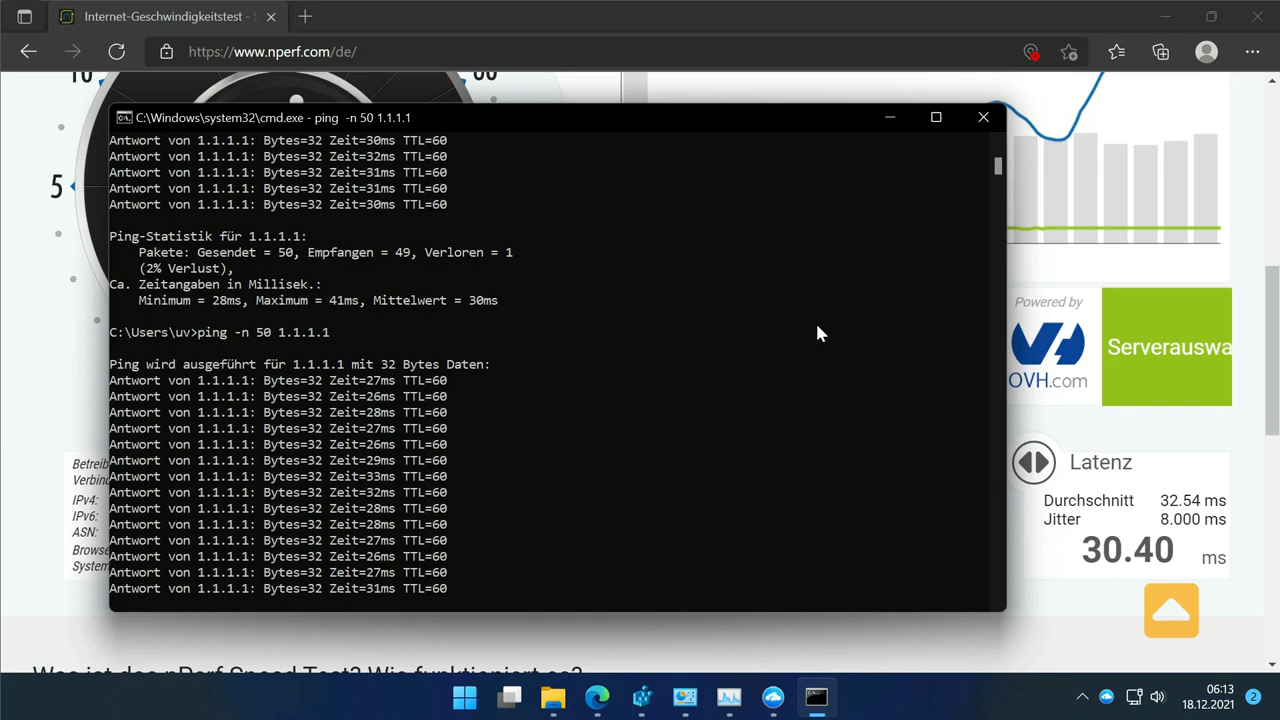 Internet-Geschwindigkeitstest -
https://www.nperf.com/de/
10
5
C:\Windows\system32\cmd.exe - ping  -n 50 1.1.1.1
Antwort von 1.1.1.1: Bytes=32 Zeit=30ms TTL=60
Antwort von 1.1.1.1: Bytes=32 Zeit=32ms TTL=60
Antwort von 1.1.1.1: Bytes=32 Zeit=31ms TTL=60
Antwort von 1.1.1.1: Bytes=32 Zeit=31ms TTL=60
Antwort von 1.1.1.1: Bytes=32 Zeit=30ms TTL=60
Ping-Statistik für 1.1.1.1:
Pakete: Gesendet = 50, Empfangen = 49, Verloren = 1
(2% Verlust),
Ca. Zeitangaben in Millisek.:
Minimum = 28ms, Maximum = 41ms, Mittelwert = 30ms
C:\Users\uv>ping -n 50 1.1.1.1
Ping wird ausgeführt für 1.1.1.1 mit 32 Bytes Daten:
Antwort von 1.1.1.1: Bytes=32 Zeit=27ms TTL=60
Antwort von 1.1.1.1: Bytes=32 Zeit=26ms TTL=60
Antwort von 1.1.1.1: Bytes=32 Zeit=28ms TTL=60
Antwort von 1.1.1.1: Bytes=32 Zeit=27ms TTL=60
Antwort von 1.1.1.1: Bytes=32 Zeit=26ms TTL=60
Antwort von 1.1.1.1: Bytes=32 Zeit=29ms TTL=60
Antwort von 1.1.1.1: Bytes=32 Zeit=33ms TTL=60
Antwort von 1.1.1.1: Bytes=32 Zeit=32ms TTL=60
Antwort von 1.1.1.1: Bytes=32 Zeit=28ms TTL=60
Antwort von 1.1.1.1: Bytes=32 Zeit=28ms TTL=60
Antwort von 1.1.1.1: Bytes=32 Zeit=27ms TTL=60
Antwort von 1.1.1.1: Bytes=32 Zeit=26ms TTL=60
Antwort von 1.1.1.1: Bytes=32 Zeit=27ms TTL=60
Antwort von 1.1.1.1: Bytes=32 Zeit=31ms TTL=60
Powered by
OVH.com
Serverauswa
Betreib
Verbind
IPv4:
IPv6:
ASN:
Browse
System
Latenz
Durchschnitt 32.54 ms
Jitter 8.000 ms
30.40 ms
Was ist das nPerf Speed Test? Wie funktioniert es?
06:13
18.12.2021
2